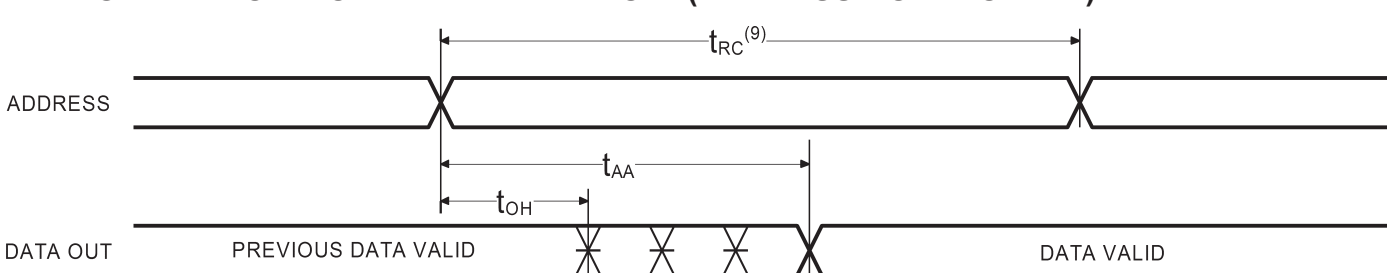 tRC(9)
ADDRESS
tAA
tOH
DATA OUT PREVIOUS DATA VALID DATA VALID